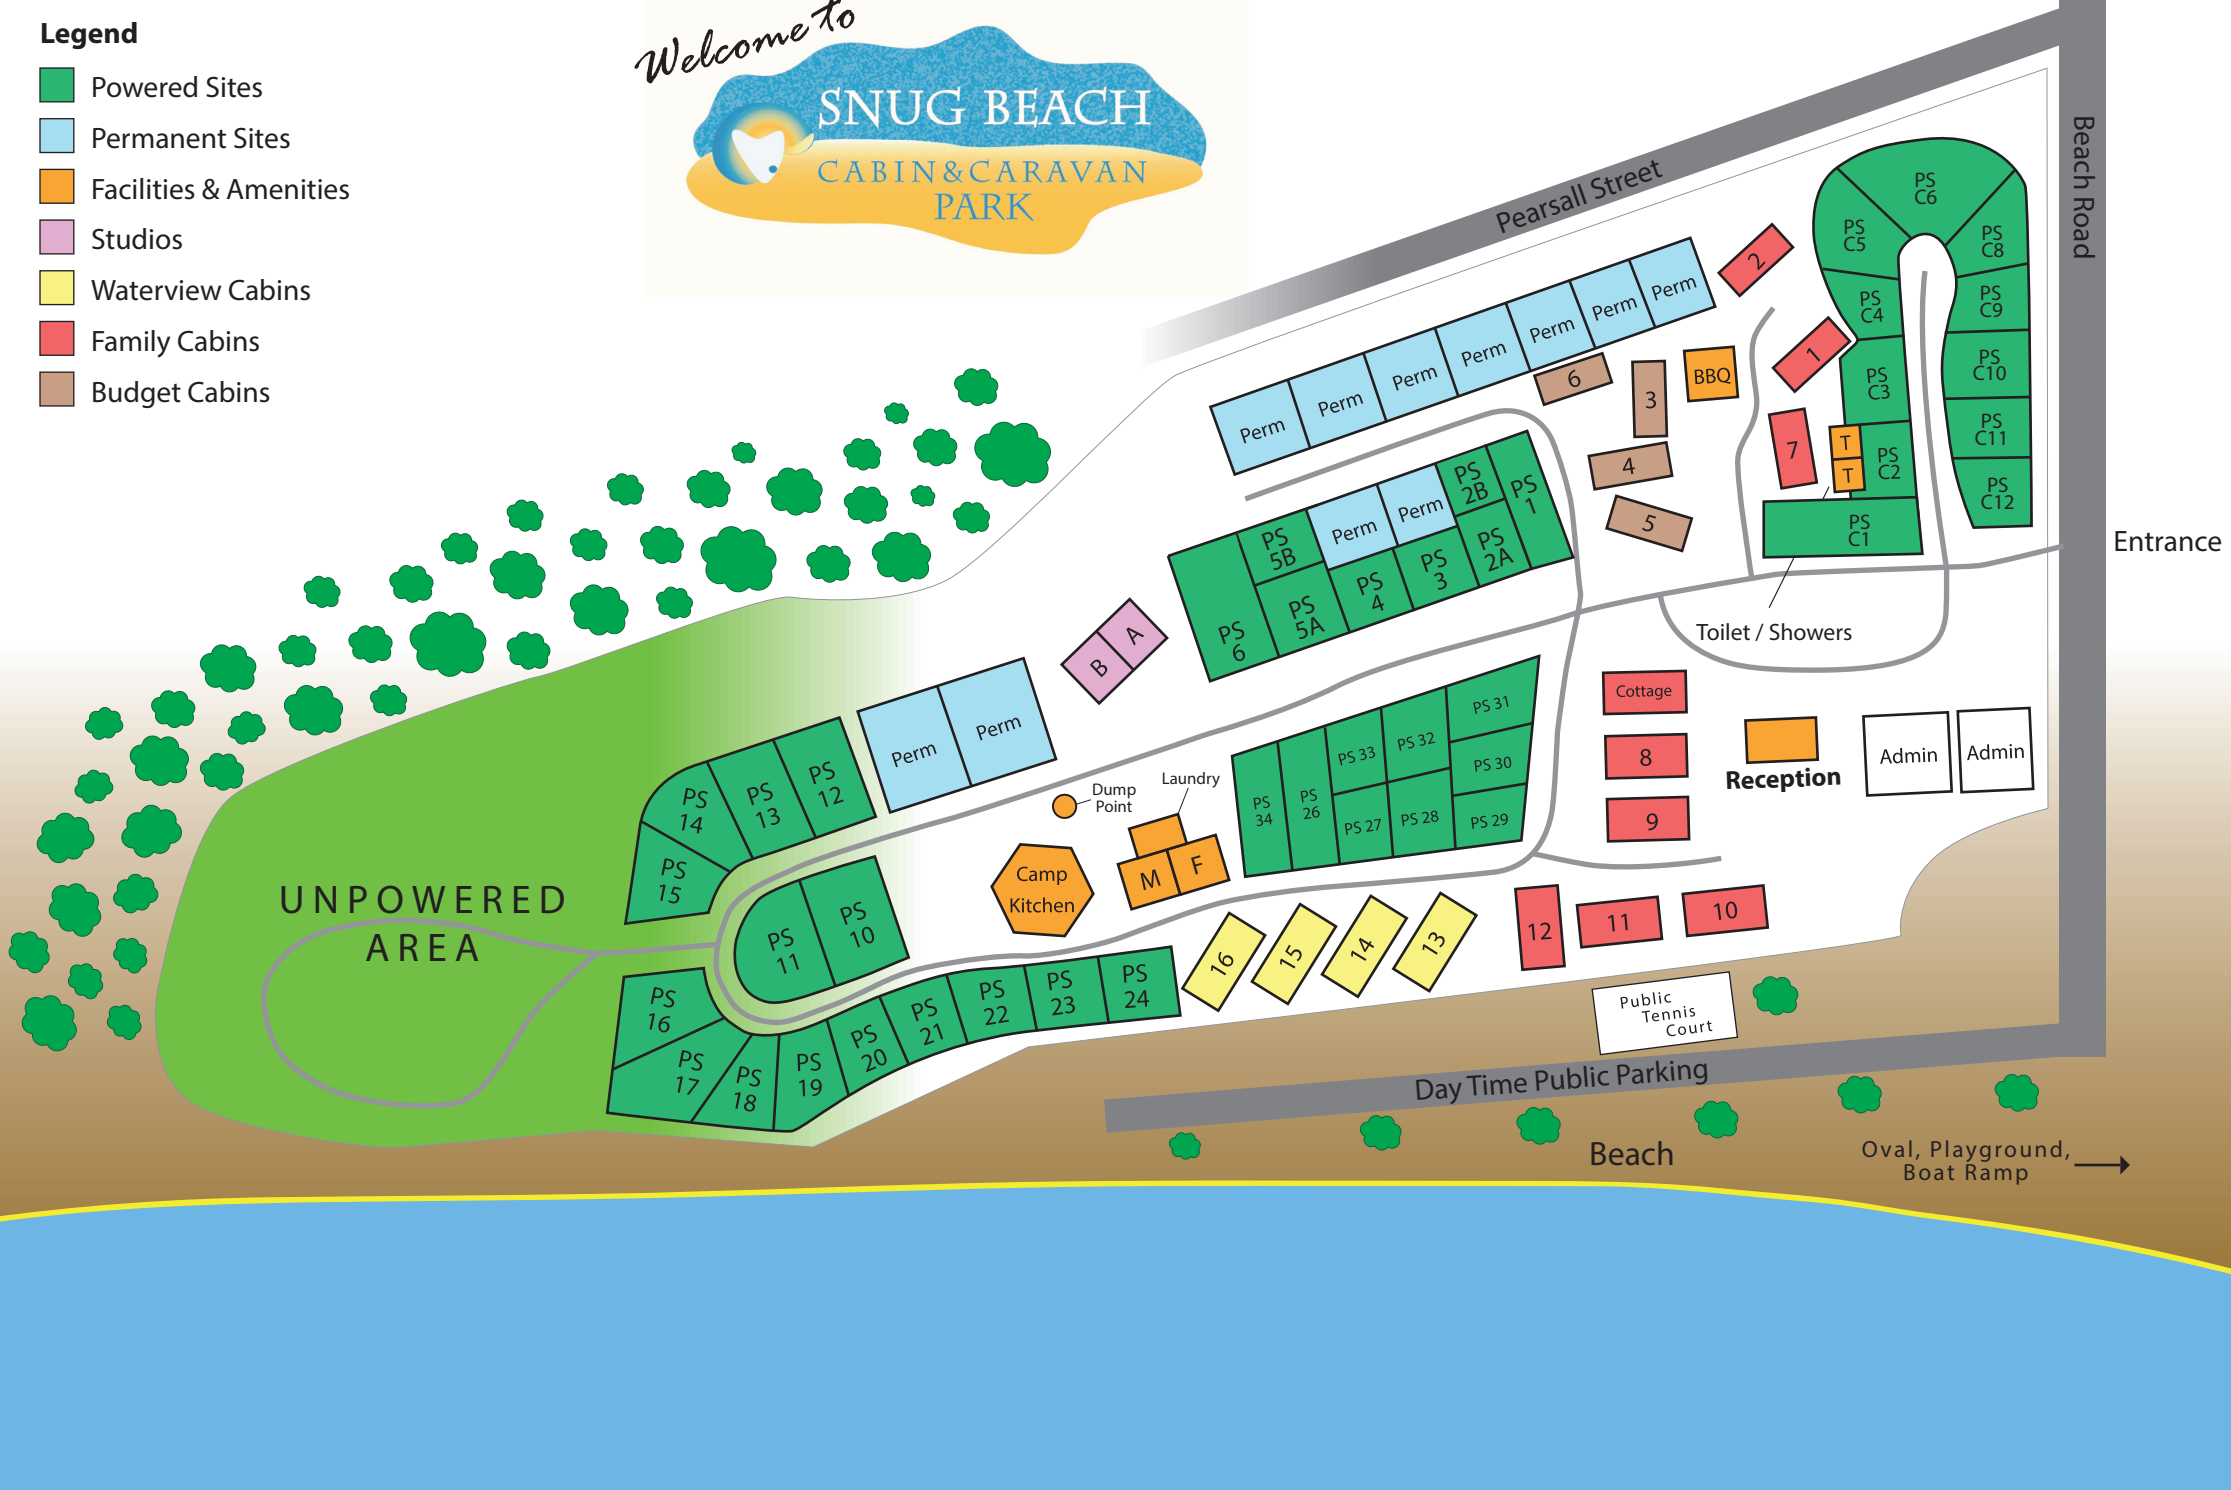 Legend
Powered Sites
Permanent Sites
Facilities & Amenities
Studios
Waterview Cabins
Family Cabins
Budget Cabins
Welcome to
SNUG BEACH
CABIN&CARAVAN
PARK
Pearsall Street
Beach Road
Entrance
Perm
Perm
Perm
Perm
Perm
Perm
Perm
2
1
7
6
3
4
5
BBQ
PS
C6
PS
C5
PS
C8
PS
C4
PS
C9
PS
C3
PS
C10
PS
C2
PS
C11
PS
C12
PS
C1
T
T
Toilet / Showers
PS
1
PS
2B
PS
2A
Perm
Perm
PS
3
PS
4
PS
5B
PS
5A
PS
6
A
B
Perm
Perm
PS
12
PS
13
PS
14
PS
15
PS
10
PS
11
UNPOWERED
AREA
PS
16
PS
17
PS
18
PS
19
PS
20
PS
21
PS
22
PS
23
PS
24
Dump
Point
Laundry
M
F
Camp
Kitchen
PS
34
PS
26
PS 33
PS 32
PS 31
PS 30
PS 27
PS 28
PS 29
Cottage
8
9
Reception
Admin
Admin
16
15
14
13
12
11
10
Public
Tennis
Court
Day Time Public Parking
Beach
Oval, Playground,
Boat Ramp